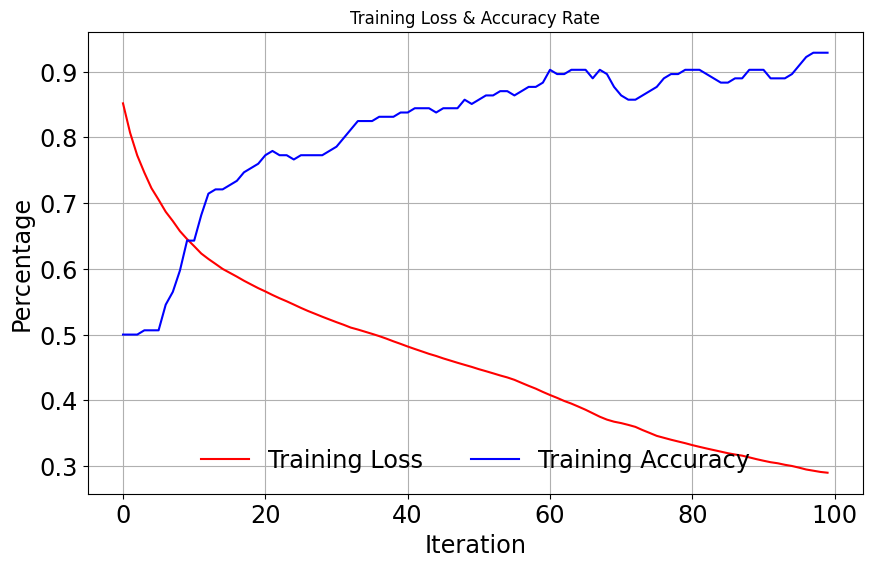 Training Loss & Accuracy Rate
0.9
0.8
0.7
0.6
0.5
0.4
0.3
Percentage
Training Loss
Training Accuracy
0 20 40 60 80 100
Iteration